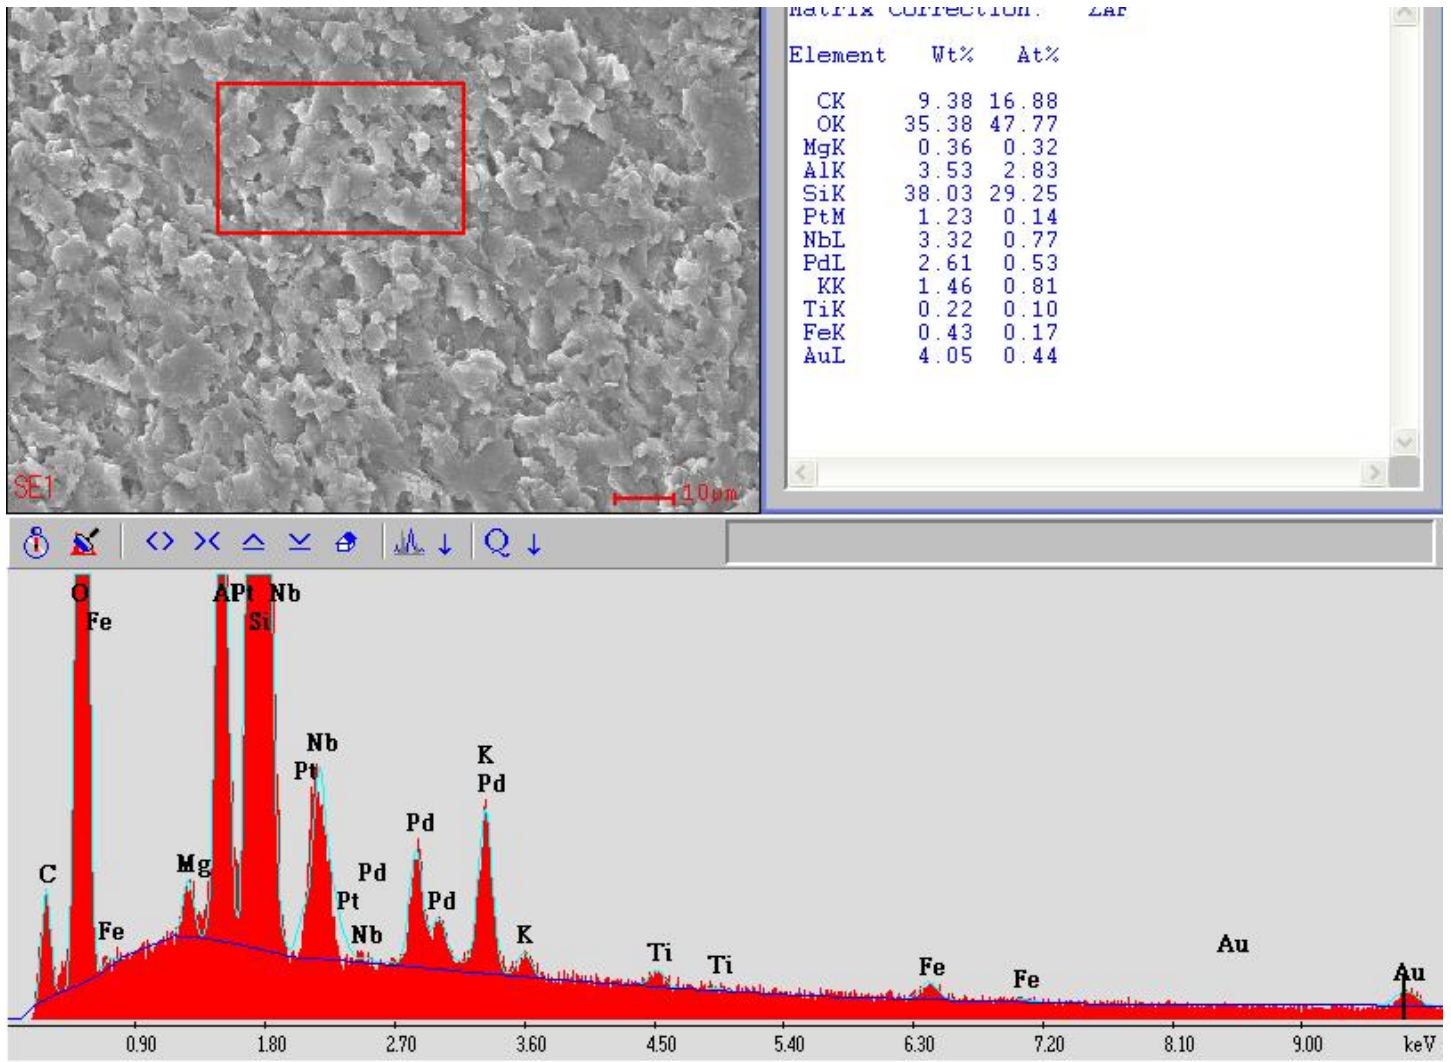 Matrix Correction: ZAF
Element Wt% At%
CK 9.38 16.88
OK 35.38 47.77
MgK 0.36 0.32
AlK 3.53 2.83
SiK 38.03 29.25
PtM 1.23 0.14
NbL 3.32 0.77
PdL 2.61 0.53
KK 1.46 0.81
TiK 0.22 0.10
FeK 0.43 0.17
AuL 4.05 0.44
SE1
10µm
Q
O
Fe
A Pt Nb
Si
C
Fe
Mg
Pt
Nb
Pt
Pd
Nb
Pd
Pd
K
Pd
K
Ti
Ti
Fe
Fe
Au
Au
0.90 1.80 2.70 3.60 4.50 5.40 6.30 7.20 8.10 9.00 keV